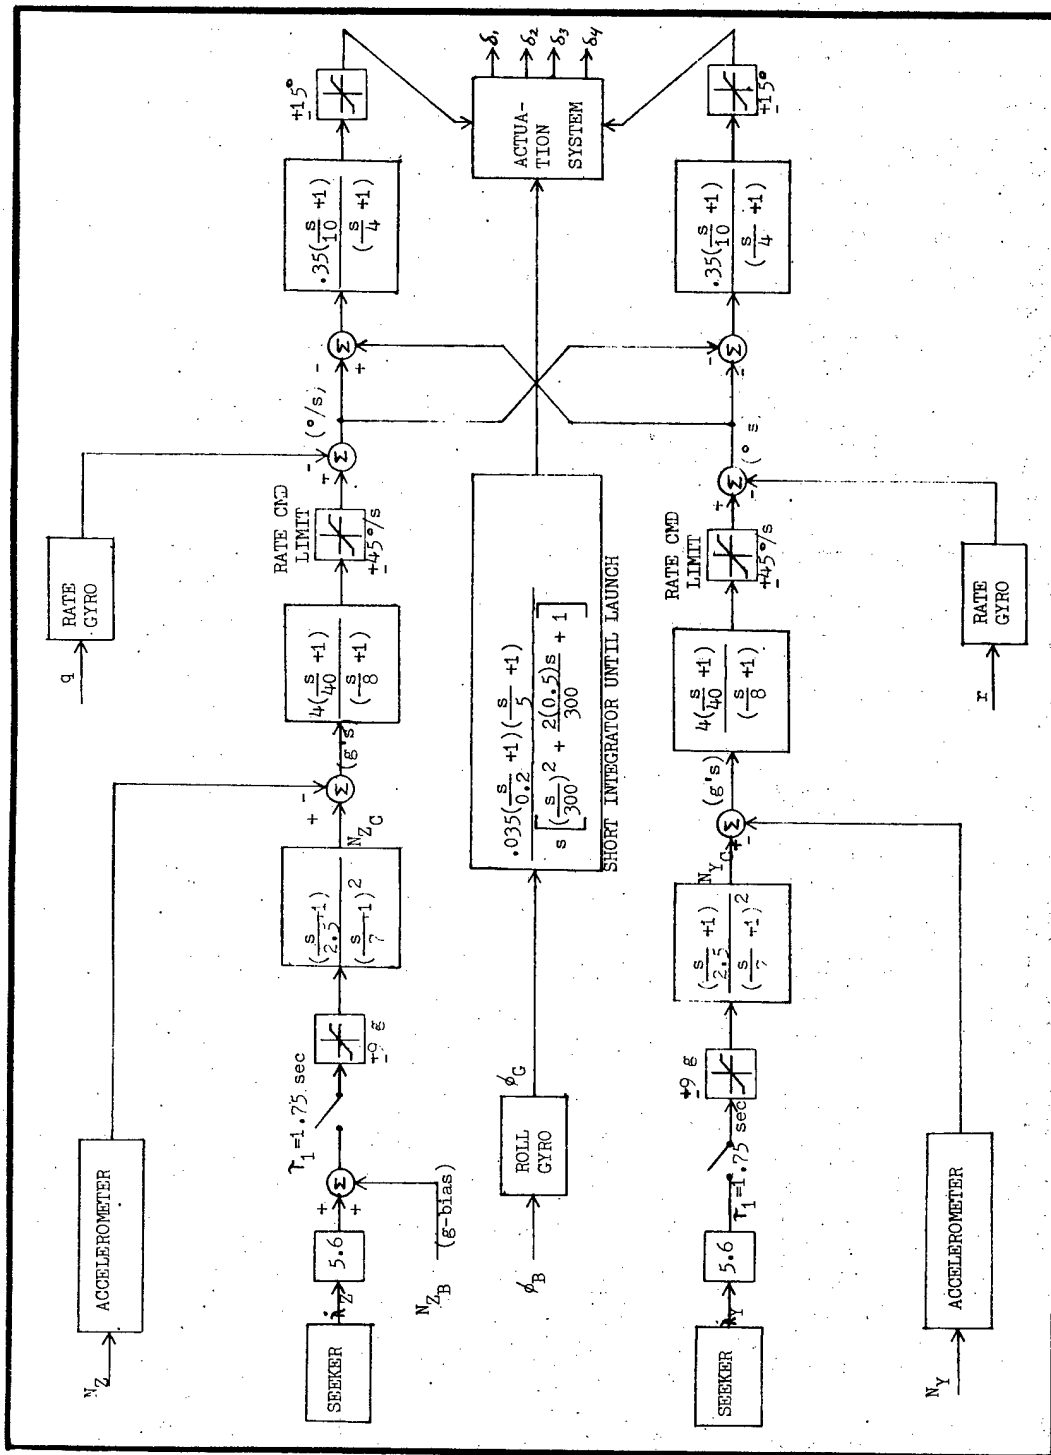 N_Z
ACCELEROMETER
q
RATE
GYRO
SEEKER
λ̇_Z
5.6
+
+
Σ
N_Z_B
(g-bias)
τ₁=1.75 sec
±9 g
(s/2.5+1)
(s/7+1)²
N_Z_C
+
-
Σ
(g's)
4(s/40+1)
(s/8+1)
RATE CMD
LIMIT
±45°/s
+
-
Σ
(°/s)
-
+
Σ
.35(s/10+1)
(s/4+1)
±15°
φ_B
ROLL
GYRO
φ_G
.035(s/0.2+1)(s/5+1)
s[(s/300)²+2(0.5)s/300+1]
SHORT INTEGRATOR UNTIL LAUNCH
ACTUA-
TION
SYSTEM
δ₁
δ₂
δ₃
δ₄
SEEKER
λ̇_Y
5.6
τ₁=1.75 sec
±9 g
(s/2.5+1)
(s/7+1)²
N_Y_C
+
-
Σ
(g's)
4(s/40+1)
(s/8+1)
RATE CMD
LIMIT
±45°/s
+
-
Σ
(° s
-
-
Σ
.35(s/10+1)
(s/4+1)
±15°
N_Y
ACCELEROMETER
r
RATE
GYRO